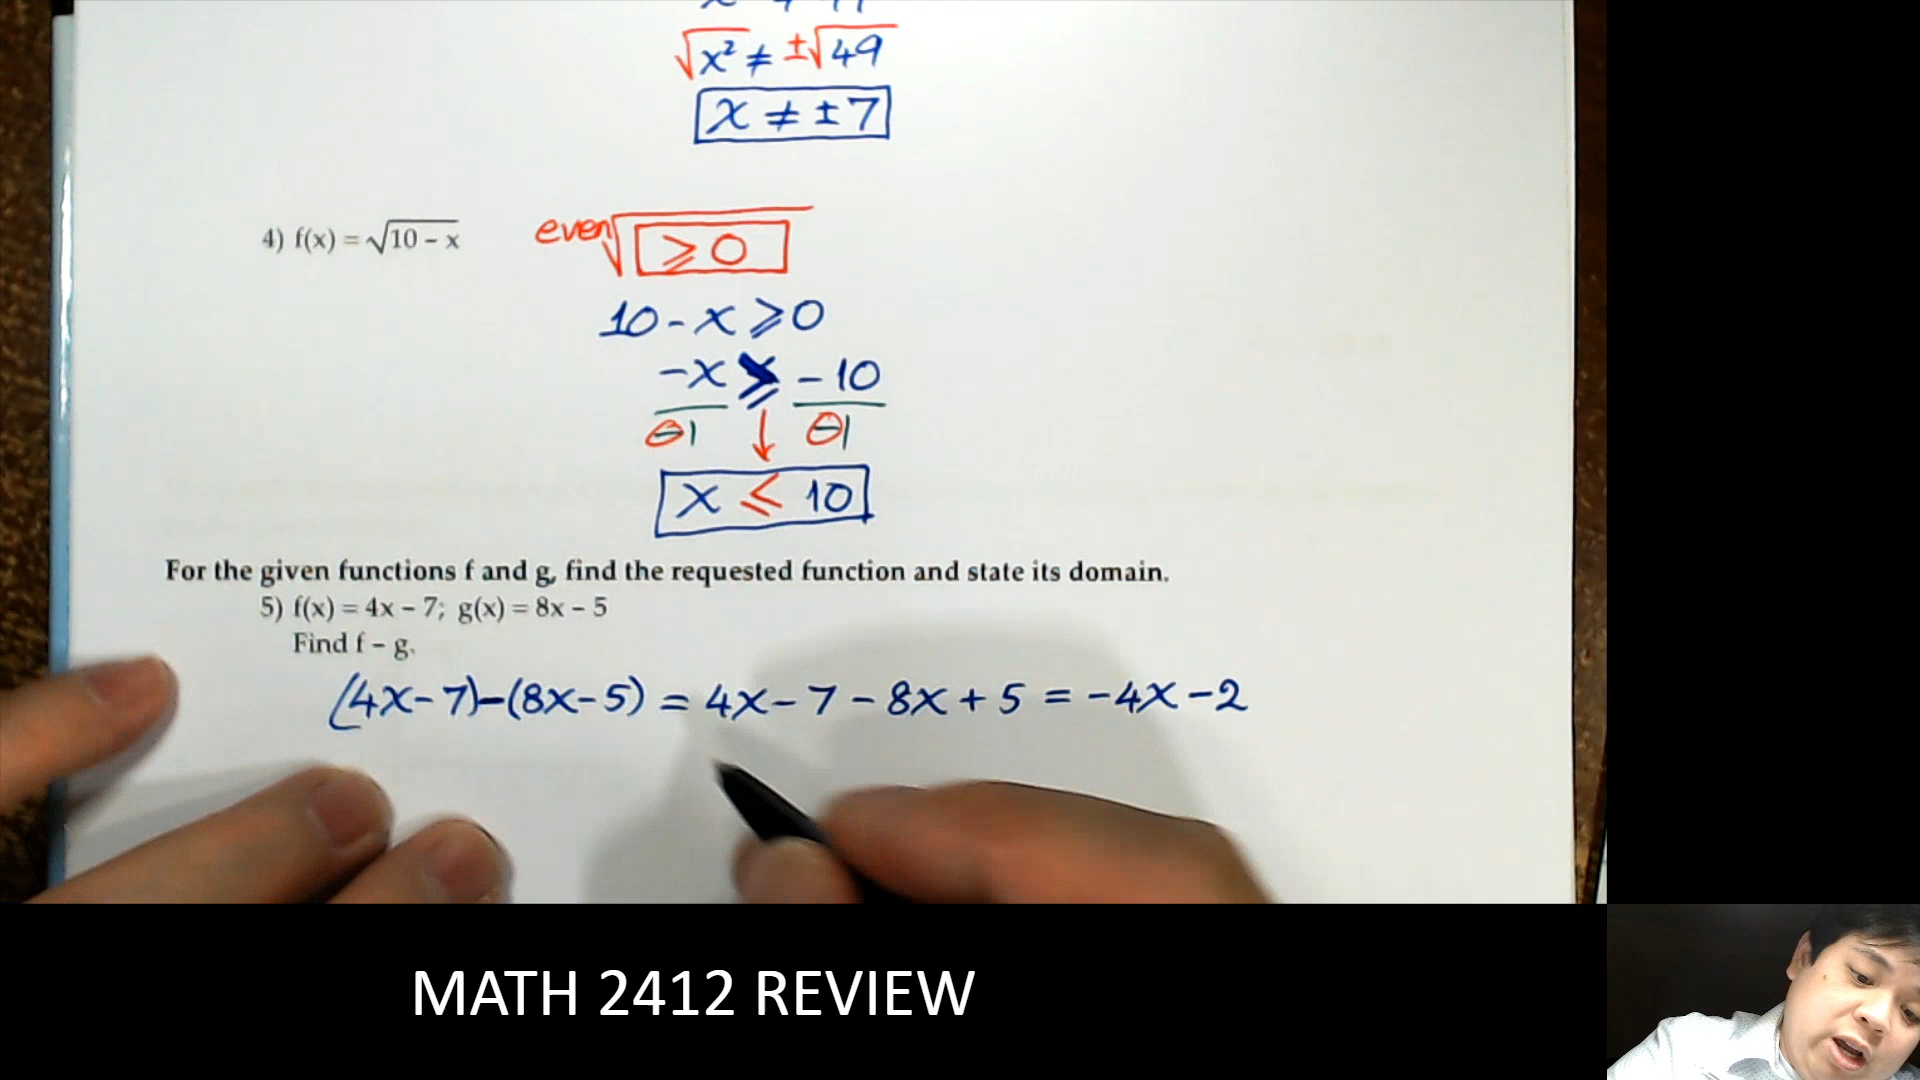 √x² ≠ ±√49
x ≠ ±7
4) f(x) = √10 – x
even√ ≥ 0
10 - x ≥ 0
-x ≥ -10
-1 ↓ -1
x ≤ 10
For the given functions f and g, find the requested function and state its domain.
5) f(x) = 4x – 7; g(x) = 8x – 5
Find f – g.
(4x-7)-(8x-5) = 4x-7-8x+5 = -4x-2
MATH 2412 REVIEW